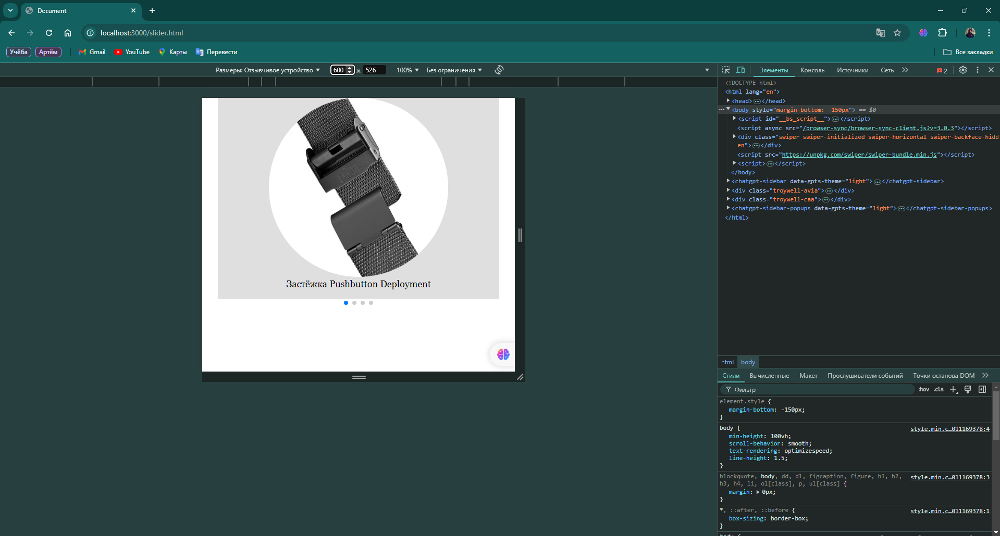 Document
localhost:3000/slider.html
Учёба
Артём
Gmail
YouTube
Карты
Перевести
Все закладки
Размеры: Отзывчивое устройство
600 × 526
100%
Без ограничения
Элементы
Консоль
Источники
Сеть
2
<!DOCTYPE html>
<html lang="en">
<head> ⋯ </head>
<body style="margin-bottom: -150px"> == $0
<script id="__bs_script__"> ⋯ </script>
<script async src="/browser-sync/browser-sync-client.js?v=3.0.3"></script>
<div class="swiper swiper-initialized swiper-horizontal swiper-backface-hidd
en"> ⋯ </div>
<script src="https://unpkg.com/swiper/swiper-bundle.min.js"></script>
<script> ⋯ </script>
</body>
<chatgpt-sidebar data-gpts-theme="light"> ⋯ </chatgpt-sidebar>
<div class="troywell-avia"> ⋯ </div>
<div class="troywell-caa"> ⋯ </div>
<chatgpt-sidebar-popups data-gpts-theme="light"> ⋯ </chatgpt-sidebar-popups>
</html>
BRAUN
Застёжка Pushbutton Deployment
html
body
Стили
Вычисленные
Макет
Прослушиватели событий
Точки останова DOM
Фильтр
:hov
.cls
element.style {
margin-bottom: -150px;
}
body {
style.min.c…011169378:4
min-height: 100vh;
scroll-behavior: smooth;
text-rendering: optimizespeed;
line-height: 1.5;
}
blockquote, body, dd, dl, figcaption, figure, h1, h2,
style.min.c…011169378:3
h3, h4, li, ol[class], p, ul[class] {
margin: 0px;
}
*, ::after, ::before {
style.min.c…011169378:1
box-sizing: border-box;
}